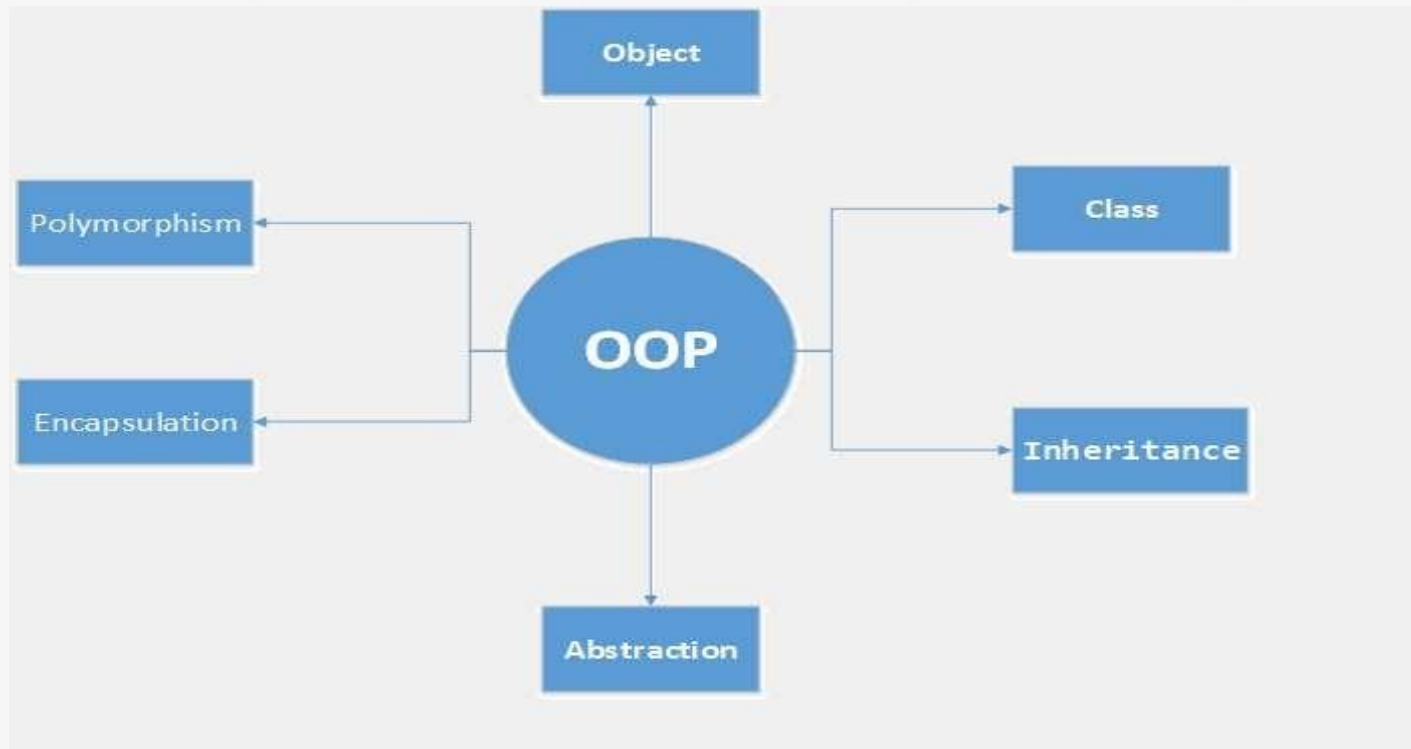 Object
Polymorphism
Class
OOP
Encapsulation
Inheritance
Abstraction